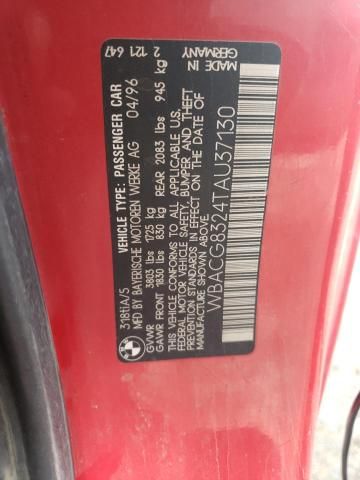 318tiA/5 VEHICLE TYPE: PASSENGER CAR 2 121 647
MFD BY BAYERISCHE MOTOREN WERKE AG 04/96
GVWR 3803 lbs 1725 kg
GAWR FRONT 1830 lbs 830 kg REAR 2083 lbs 945 kg
THIS VEHICLE CONFORMS TO ALL APPLICABLE
FEDERAL MOTOR VEHICLE SAFETY, BUMPER, AND THEFT
PREVENTION STANDARDS IN EFFECT ON THE DATE
OF MANUFACTURE SHOWN ABOVE.
MADE IN
GERMANY
WBACG8324TAU37130
BMW